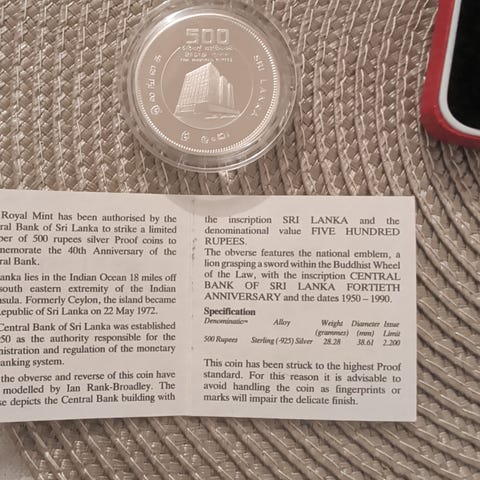 500
FIVE HUNDRED RUPEES
SRI LANKA
Royal Mint has been authorised by the
ral Bank of Sri Lanka to strike a limited
ber of 500 rupees silver Proof coins to
memorate the 40th Anniversary of the
ral Bank.
anka lies in the Indian Ocean 18 miles off
south eastern extremity of the Indian
nsula. Formerly Ceylon, the island became
Republic of Sri Lanka on 22 May 1972.
Central Bank of Sri Lanka was established
950 as the authority responsible for the
nistration and regulation of the monetary
anking system.
the obverse and reverse of this coin have
modelled by Ian Rank-Broadley. The
se depicts the Central Bank building with
the inscription SRI LANKA and the
denominational value FIVE HUNDRED
RUPEES.
The obverse features the national emblem, a
lion grasping a sword within the Buddhist Wheel
of the Law, with the inscription CENTRAL
BANK OF SRI LANKA FORTIETH
ANNIVERSARY and the dates 1950 – 1990.
Specification
Denomination Alloy Weight Diameter Issue
(grammes) (mm) Limit
500 Rupees Sterling (·925) Silver 28.28 38.61 2,200
This coin has been struck to the highest Proof
standard. For this reason it is advisable to
avoid handling the coin as fingerprints or
marks will impair the delicate finish.